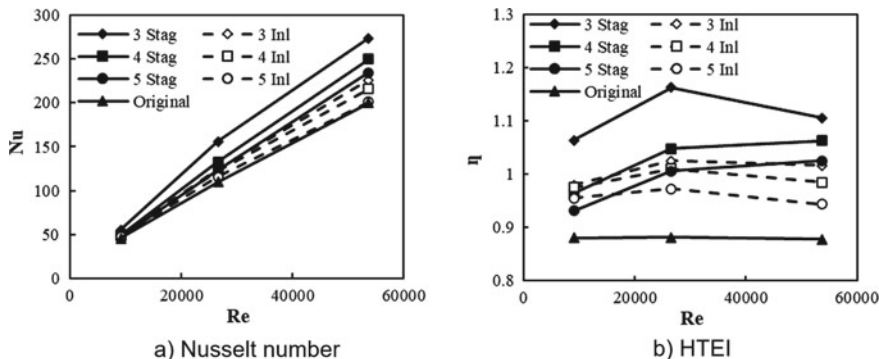 300
250
200
150
100
50
0
Nu
3 Stag
3 Inl
4 Stag
4 Inl
5 Stag
5 Inl
Original
0
20000
40000
60000
Re
a) Nusselt number
1.3
1.2
1.1
1
0.9
0.8
η
3 Stag
3 Inl
4 Stag
4 Inl
5 Stag
5 Inl
Original
0
20000
40000
60000
Re
b) HTEI